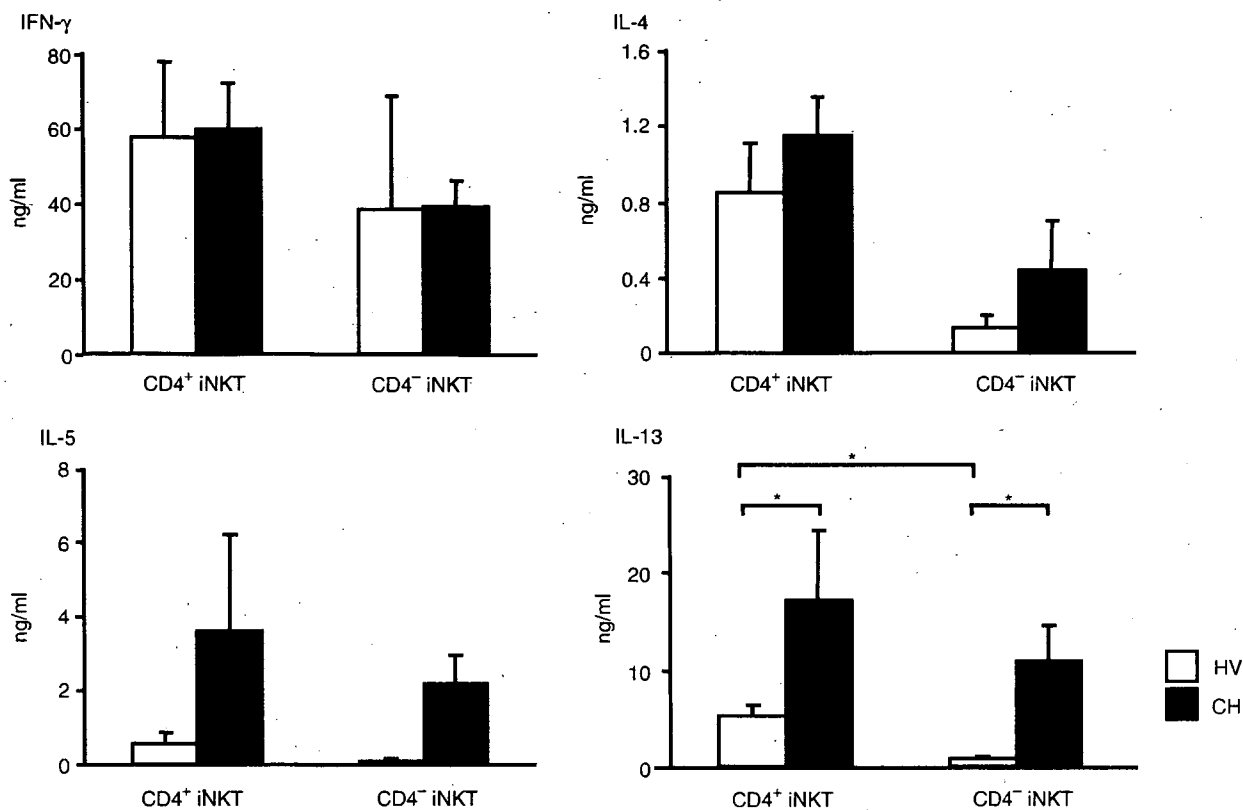 IFN-γ
80
60
40
20
0
ng/ml
CD4⁺ iNKT
CD4⁻ iNKT
IL-4
1.6
1.2
0.8
0.4
0
ng/ml
CD4⁺ iNKT
CD4⁻ iNKT
IL-5
8
6
4
2
0
ng/ml
CD4⁺ iNKT
CD4⁻ iNKT
IL-13
30
20
10
0
ng/ml
*
*
*
CD4⁺ iNKT
CD4⁻ iNKT
HV
CH